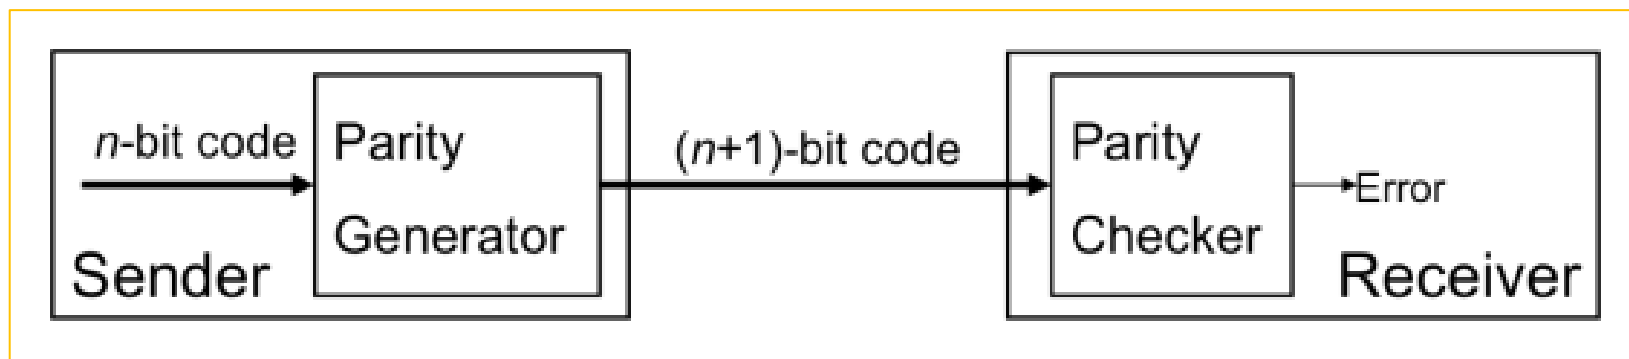 n-bit code
Parity
Generator
Sender
(n+1)-bit code
Parity
Checker
Error
Receiver